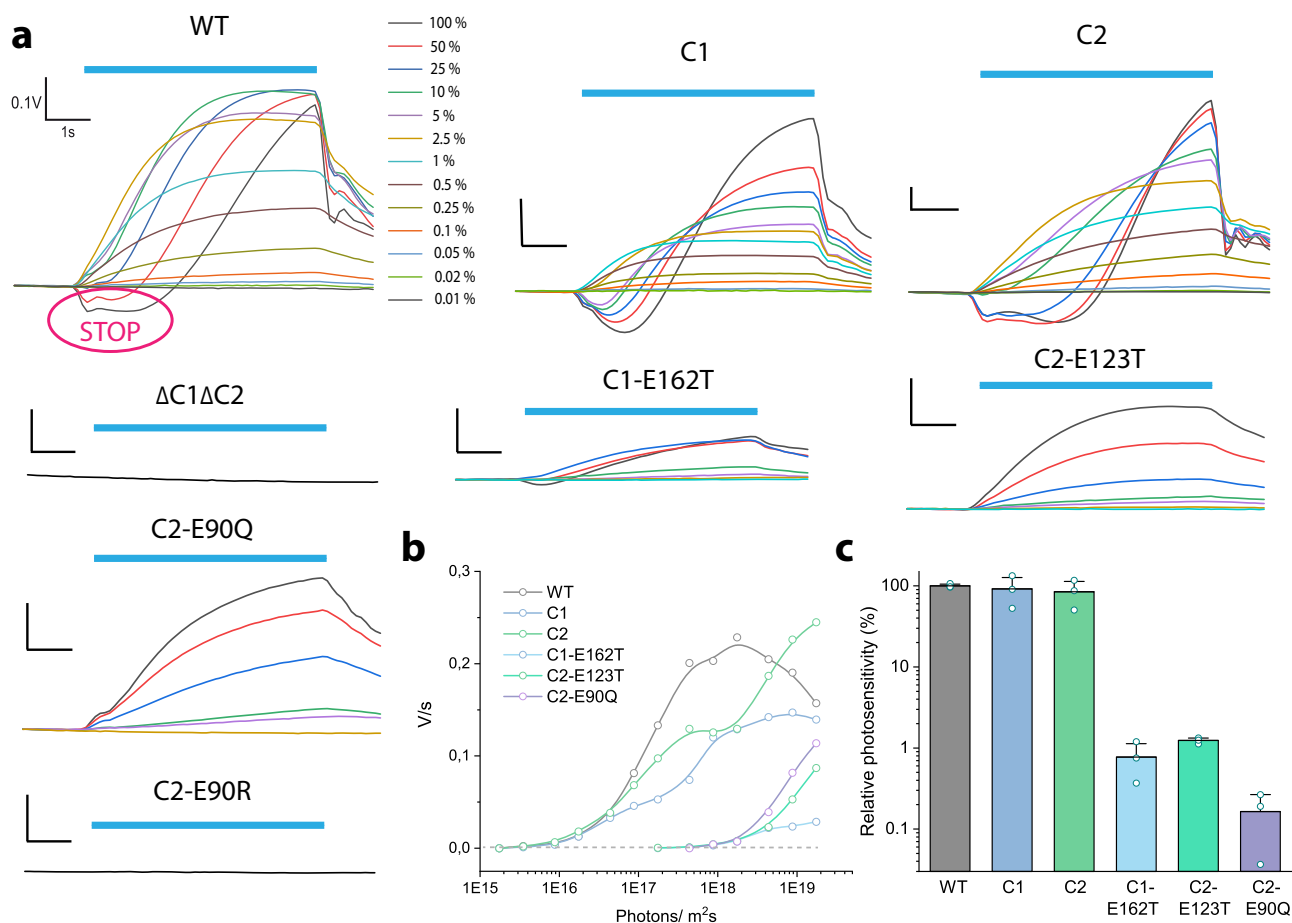 a
WT
0.1V
1s
STOP
100 %
50 %
25 %
10 %
5 %
2.5 %
1 %
0.5 %
0.25 %
0.1 %
0.05 %
0.02 %
0.01 %
C1
C2
ΔC1ΔC2
C1-E162T
C2-E123T
C2-E90Q
C2-E90R
b
V/s
0,3
0,2
0,1
0,0
WT
C1
C2
C1-E162T
C2-E123T
C2-E90Q
1E15 1E16 1E17 1E18 1E19
Photons/ m²s
c
Relative photosensitivity (%)
100
10
1
0.1
WT C1 C2 C1-E162T C2-E123T C2-E90Q